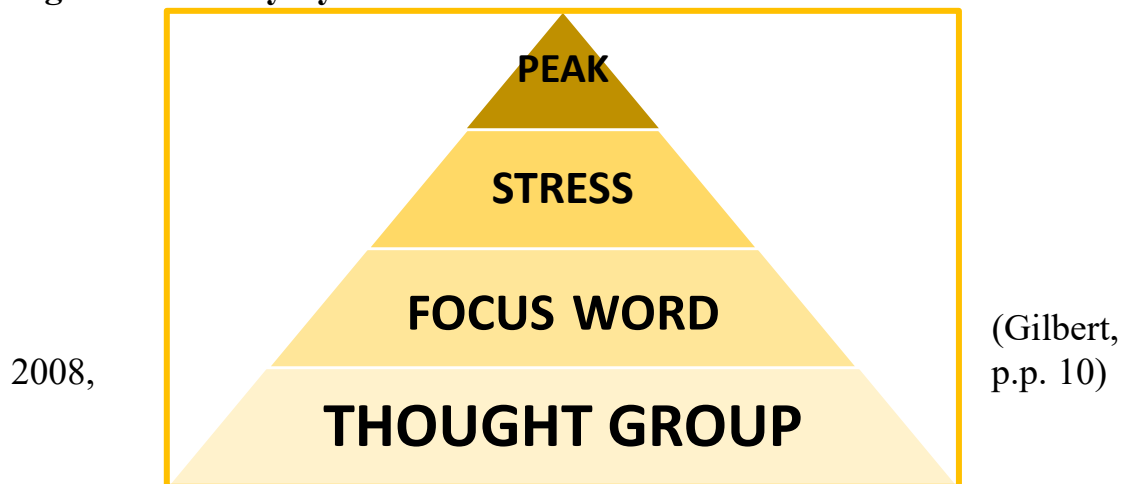 PEAK
STRESS
FOCUS WORD
(Gilbert,
2008, p.p. 10)
THOUGHT GROUP